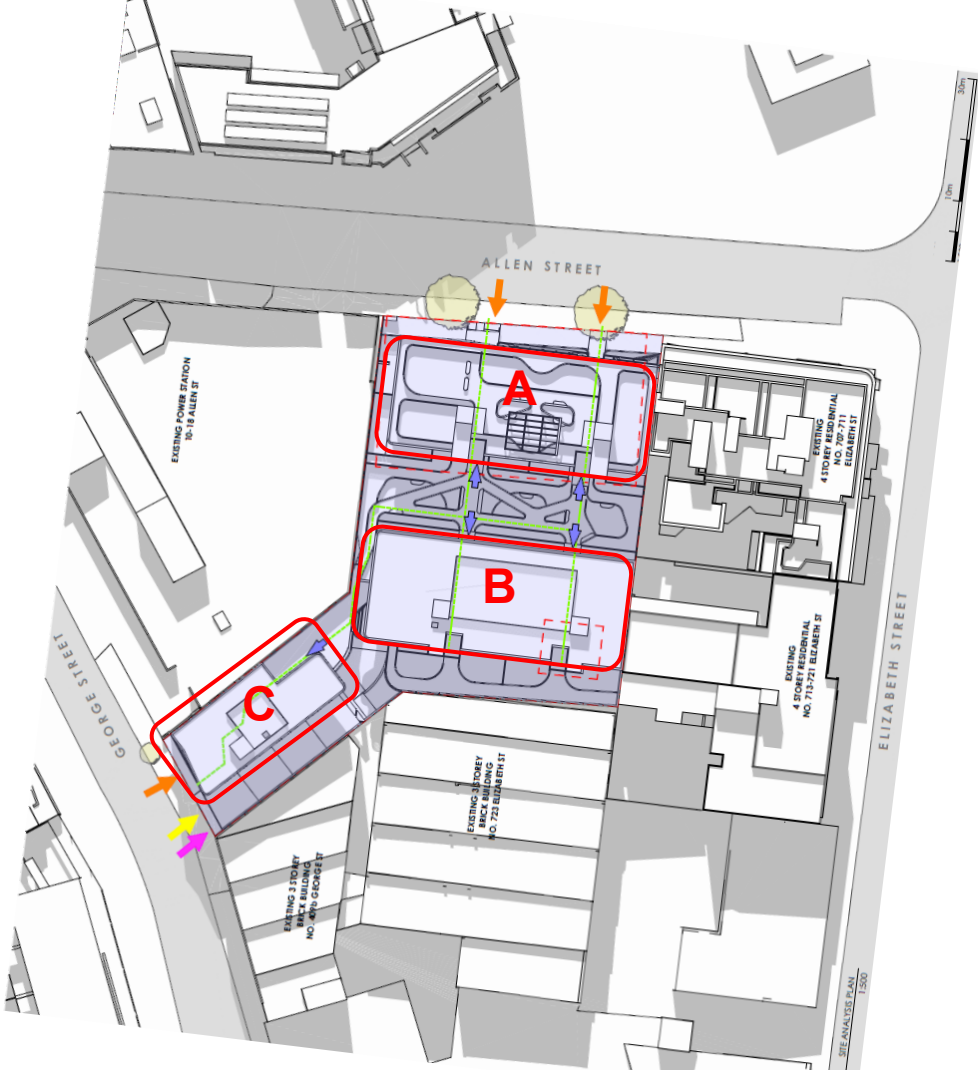 30m
10m
ALLEN STREET
EXISTING POWER STATION
10-18 ALLEN ST
A
EXISTING
4 STOREY RESIDENTIAL
NO. 707-711
ELIZABETH ST
B
EXISTING
4 STOREY RESIDENTIAL
NO. 713-721 ELIZABETH ST
ELIZABETH STREET
GEORGE STREET
C
EXISTING 3 STOREY
BRICK BUILDING
NO. 723 ELIZABETH ST
EXISTING 3 STOREY
BRICK BUILDING
GEORGE ST
SITE ANALYSIS PLAN
1:500